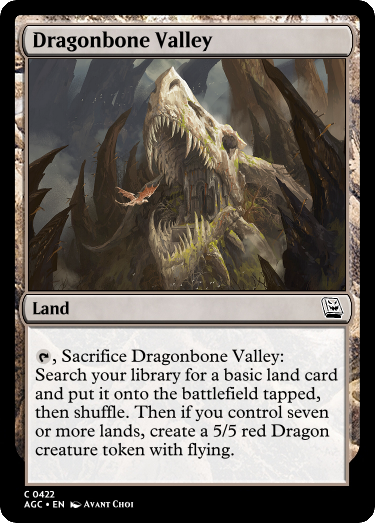 Dragonbone Valley
Land
, Sacrifice Dragonbone Valley:
Search your library for a basic land card
and put it onto the battlefield tapped,
then shuffle. Then if you control seven
or more lands, create a 5/5 red Dragon
creature token with flying.
C 0422
AGC • EN Avant Choi